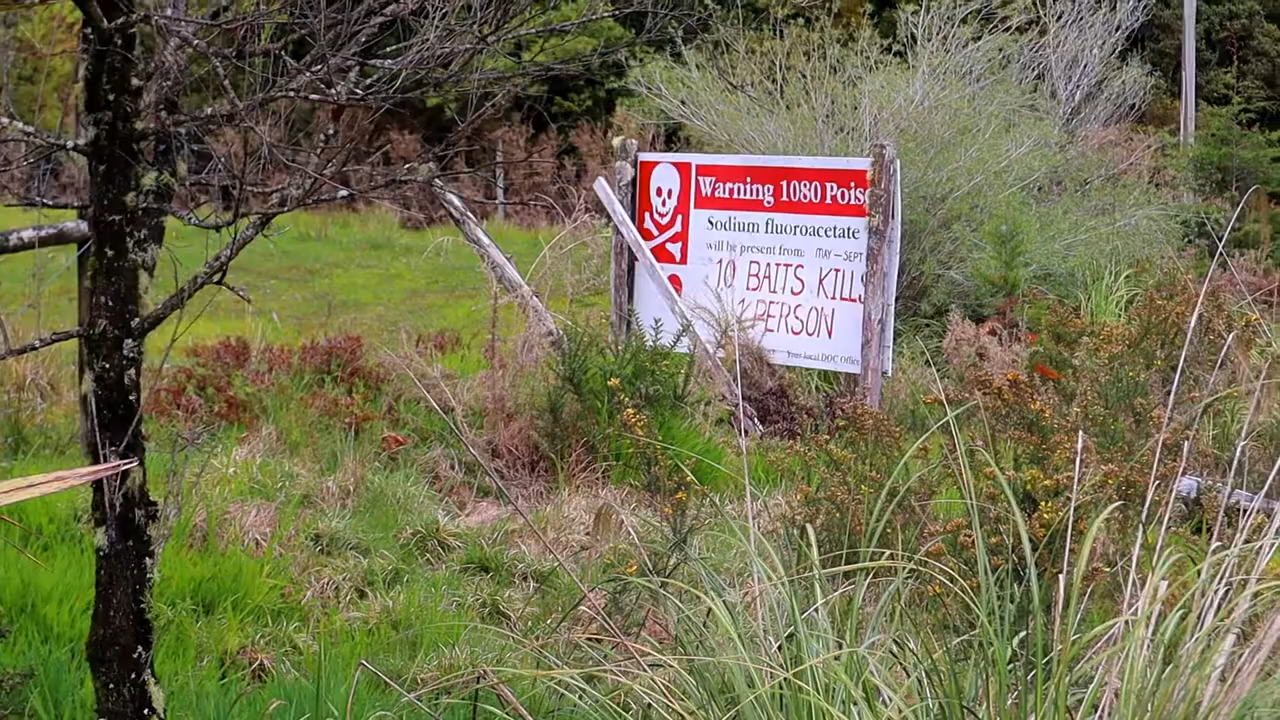 Warning 1080 Pois
Sodium fluoroacetate
will be present from: MAY - SEPT
10 BAITS KILLS
1 PERSON
Your local DOC Office